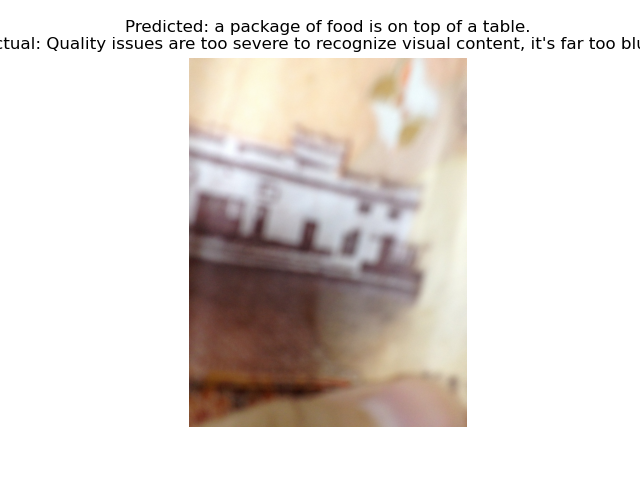 Predicted: a package of food is on top of a table.
ctual: Quality issues are too severe to recognize visual content, it's far too blu